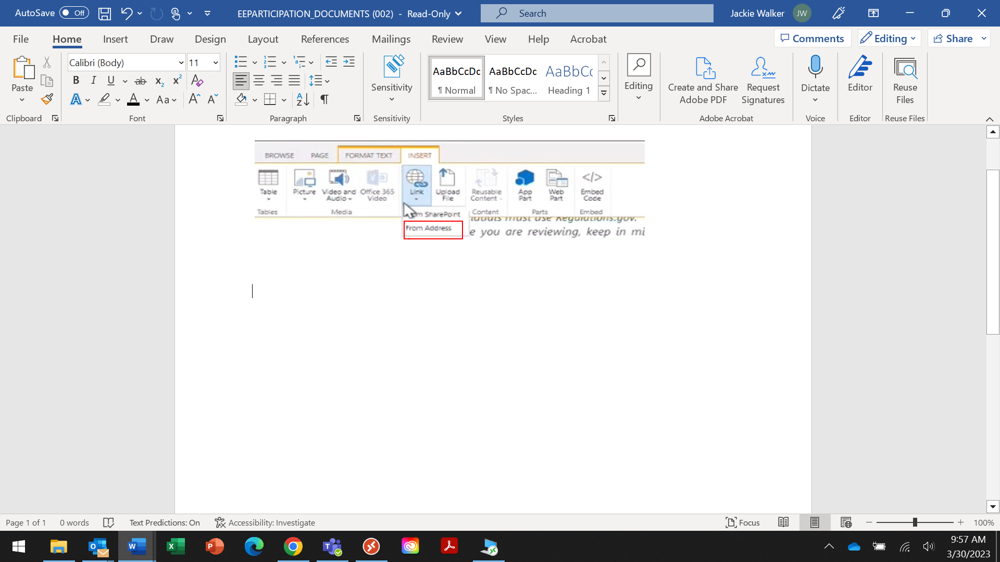 AutoSave Off EEPARTICIPATION_DOCUMENTS (002) - Read-Only Search Jackie Walker JW
File Home Insert Draw Design Layout References Mailings Review View Help Acrobat Comments Editing Share
Calibri (Body) 11
Paste
B I U ab x2 x2
A A Aa A A
AaBbCcDc AaBbCcDc AaBbCc
¶ Normal ¶ No Spac... Heading 1
Sensitivity
Editing
Create and Share
Adobe PDF
Request
Signatures
Dictate
Editor
Reuse
Files
Clipboard Font Paragraph Sensitivity Styles Adobe Acrobat Voice Editor Reuse Files
BROWSE PAGE FORMAT TEXT INSERT
Table
Picture
Video and
Audio
Office 365
Video
Link
Upload
File
Reusable
Content
App
Part
Web
Part
Embed
Code
Tables Media Content Parts Embed
SharePoint
must use Regulations.gov.
From Address
e you are reviewing, keep in mi
Page 1 of 1 0 words Text Predictions: On Accessibility: Investigate Focus 100%
9:57 AM
3/30/2023